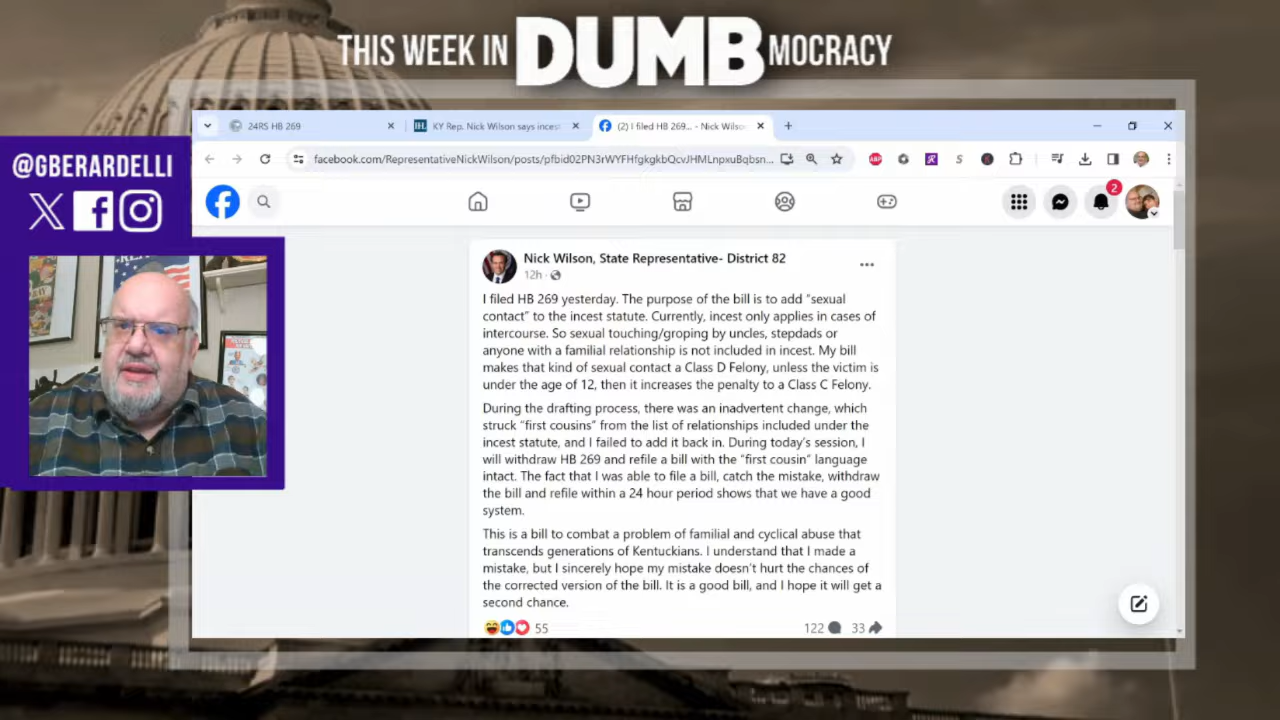 THIS WEEK IN DUMBMOCRACY
@GBERARDELLI
24RS HB 269
KY Rep. Nick Wilson says incest
(2) I filed HB 269... - Nick Wilso
facebook.com/RepresentativeNickWilson/posts/pfbid02PN3rWYFHfgkgkbQcvJHMLnpxuBqbsn...
ABP
2
Nick Wilson, State Representative- District 82
12h ·
I filed HB 269 yesterday. The purpose of the bill is to add "sexual
contact" to the incest statute. Currently, incest only applies in cases of
intercourse. So sexual touching/groping by uncles, stepdads or
anyone with a familial relationship is not included in incest. My bill
makes that kind of sexual contact a Class D Felony, unless the victim is
under the age of 12, then it increases the penalty to a Class C Felony.
During the drafting process, there was an inadvertent change, which
struck "first cousins" from the list of relationships included under the
incest statute, and I failed to add it back in. During today's session, I
will withdraw HB 269 and refile a bill with the "first cousin" language
intact. The fact that I was able to file a bill, catch the mistake, withdraw
the bill and refile within a 24 hour period shows that we have a good
system.
This is a bill to combat a problem of familial and cyclical abuse that
transcends generations of Kentuckians. I understand that I made a
mistake, but I sincerely hope my mistake doesn't hurt the chances of
the corrected version of the bill. It is a good bill, and I hope it will get a
second chance.
55
122
33